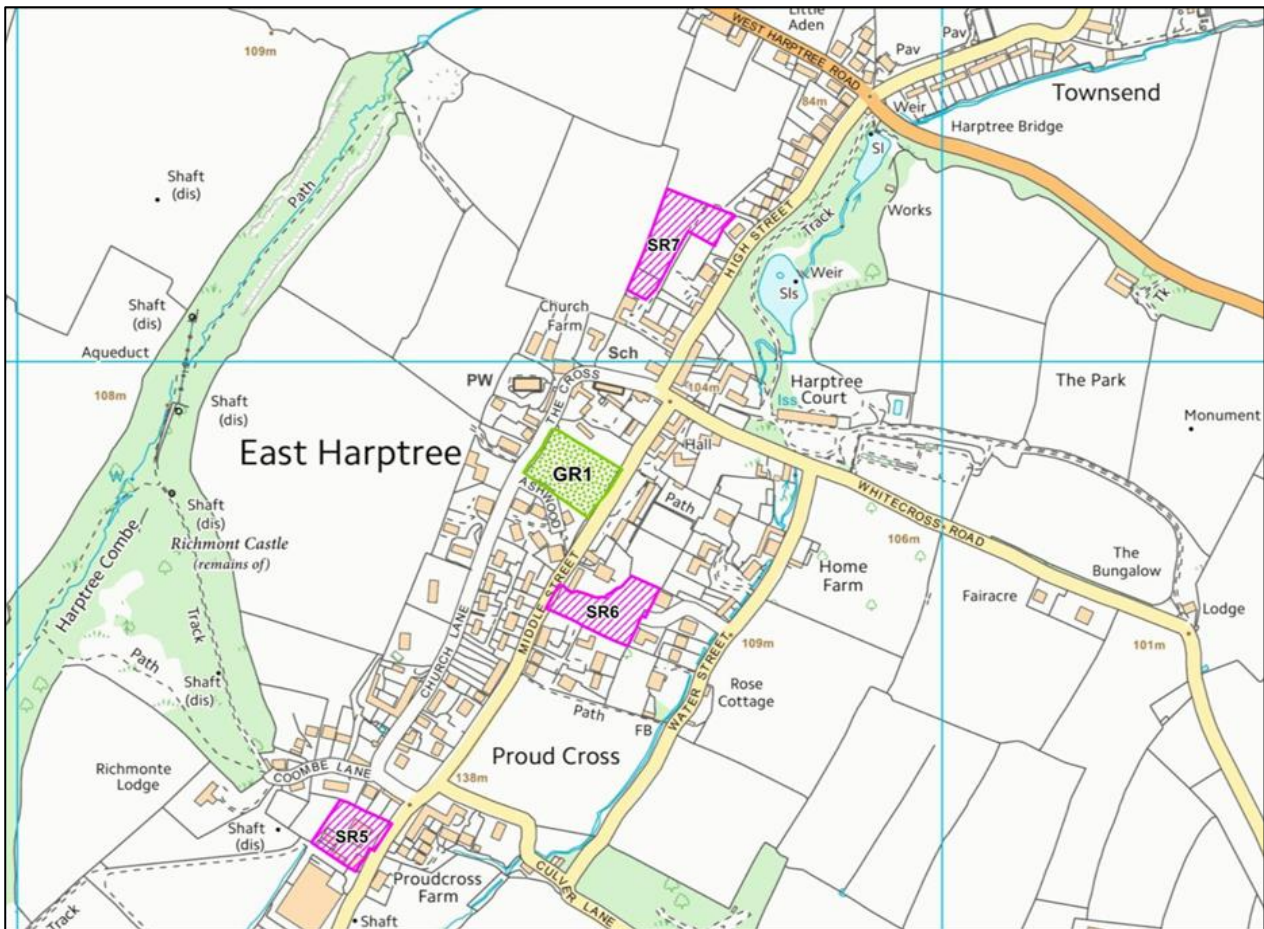 Little
Aden
WEST HARPTREE ROAD
Pav
Pav
109m
84m
Weir
Townsend
Harptree Bridge
Sl
Shaft
(dis)
Path
Works
Track
HIGH STREET
SR7
Weir
Sls
Tk
Shaft
(dis)
Church
Farm
Aqueduct
Sch
PW
THE CROSS
104m
Harptree
Court
Iss
The Park
108m
Shaft
(dis)
Monument
East Harptree
Hall
GR1
ASHWOOD
Path
W
WHITECROSS ROAD
Shaft
(dis)
Richmont Castle
(remains of)
106m
Harptree Combe
Home
Farm
The
Bungalow
MIDDLE STREET
SR6
Fairacre
Lodge
Track
CHURCH LANE
109m
101m
WATER STREET
Path
Shaft
(dis)
Rose
Cottage
Path
FB
Proud Cross
Richmonte
Lodge
COOMBE LANE
138m
Shaft
(dis)
SR5
Proudcross
Farm
CULVER LANE
Track
Shaft